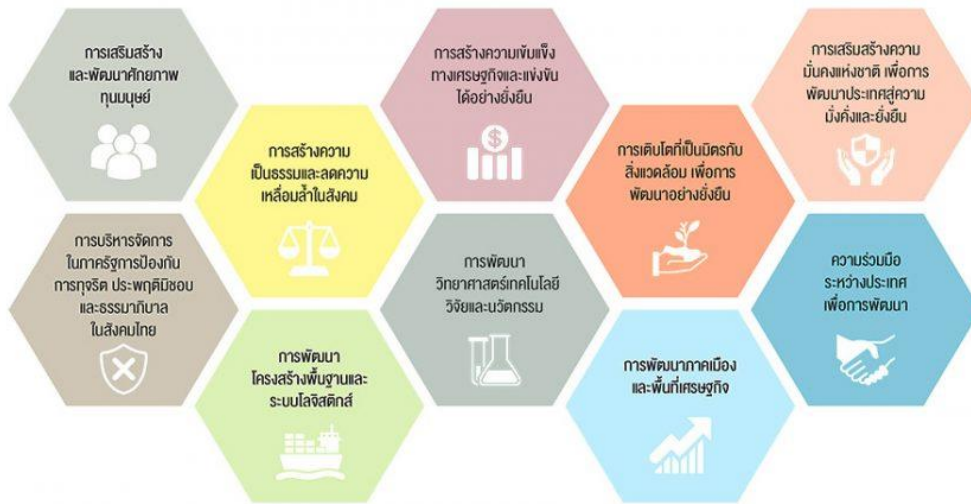 การเสริมสร้าง
และพัฒนาศักยภาพ
ทุนมนุษย์
การสร้างความ
เป็นธรรมและลดความ
เหลื่อมล้ำในสังคม
การสร้างความเข้มแข็ง
ทางเศรษฐกิจและแข่งขัน
ได้อย่างยั่งยืน
การเติบโตที่เป็นมิตรกับ
สิ่งแวดล้อม เพื่อการ
พัฒนาอย่างยั่งยืน
การเสริมสร้างความ
มั่นคงแห่งชาติ เพื่อการ
พัฒนาประเทศสู่ความ
มั่งคั่งและยั่งยืน
การบริหารจัดการ
ในภาครัฐการป้องกัน
การทุจริต ประพฤติมิชอบ
และธรรมาภิบาล
ในสังคมไทย
การพัฒนา
โครงสร้างพื้นฐานและ
ระบบโลจิสติกส์
การพัฒนา
วิทยาศาสตร์เทคโนโลยี
วิจัยและนวัตกรรม
การพัฒนาภาคเมือง
และพื้นที่เศรษฐกิจ
ความร่วมมือ
ระหว่างประเทศ
เพื่อการพัฒนา